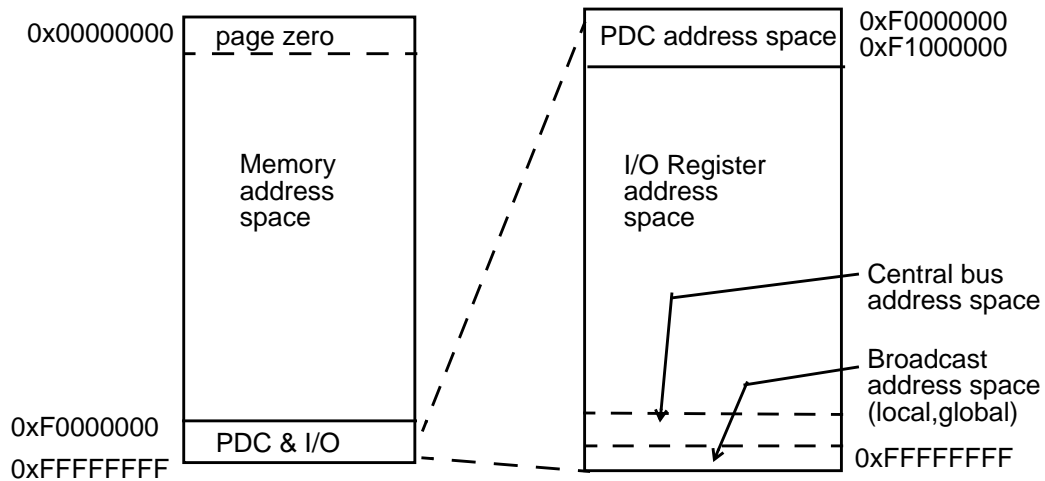 0x00000000
page zero
Memory
address
space
0xF0000000
PDC & I/O
0xFFFFFFFF
PDC address space
0xF0000000
0xF1000000
I/O Register
address
space
Central bus
address space
Broadcast
address space
(local,global)
0xFFFFFFFF